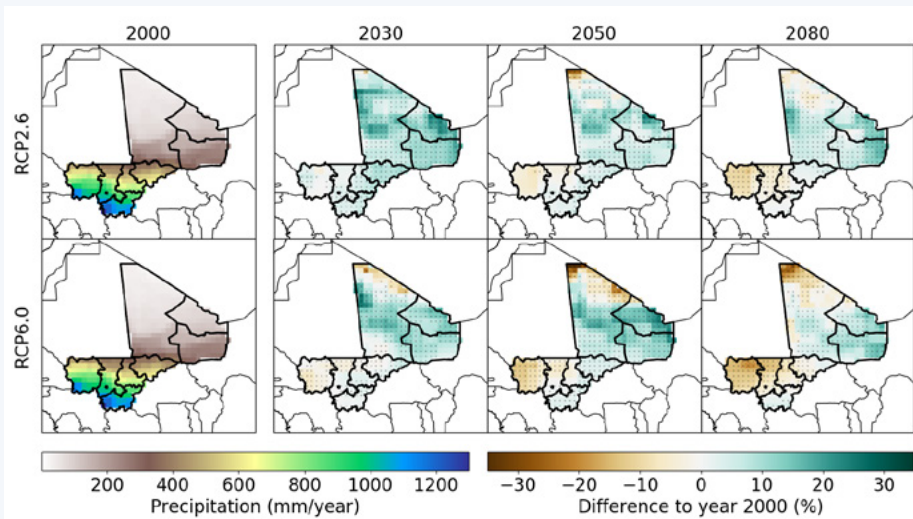 2000 2030 2050 2080
RCP2.6
RCP6.0
200 400 600 800 1000 1200
Precipitation (mm/year)
−30 −20 −10 0 10 20 30
Difference to year 2000 (%)